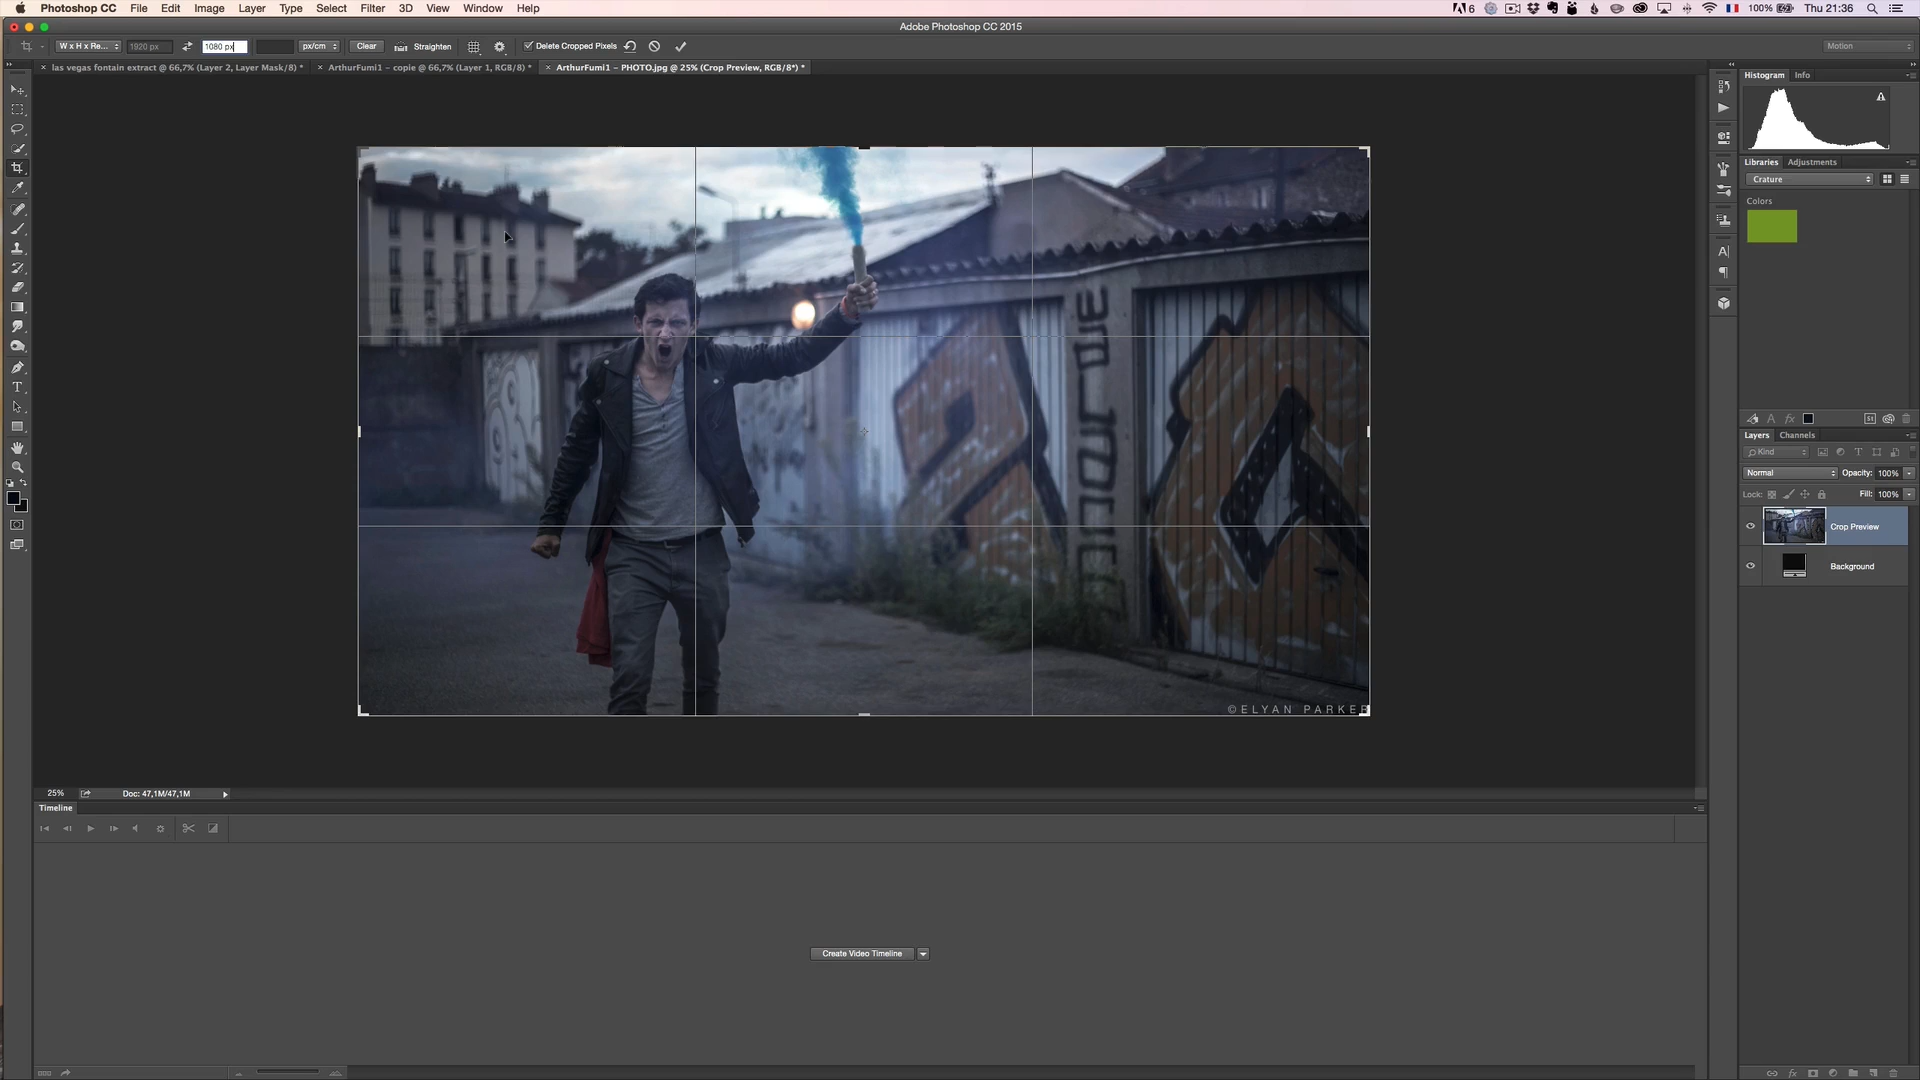 Photoshop CC File Edit Image Layer Type Select Filter 3D View Window Help 6 100% Thu 21:36
Adobe Photoshop CC 2015
W x H x Re... 1920 px 1080 px px/cm Clear Straighten Delete Cropped Pixels Motion
las vegas fontain extract @ 66,7% (Layer 2, Layer Mask/8) * ArthurFumi1 – copie @ 66,7% (Layer 1, RGB/8) * ArthurFumi1 – PHOTO.jpg @ 25% (Crop Preview, RGB/8*) *
Histogram Info
Libraries Adjustments
Crature
Colors
©ELYAN PARKER
Layers Channels
Kind
Normal Opacity: 100%
Lock: Fill: 100%
Crop Preview
Background
25% Doc: 47,1M/47,1M
Timeline
Create Video Timeline